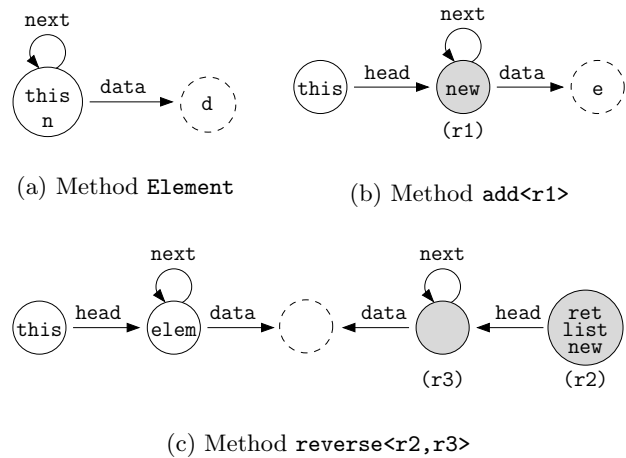 next
this
n
data
d
(a) Method Element
next
this
head
new
data
e
(r1)
(b) Method add<r1>
next
next
this
head
elem
data
data
head
ret
list
new
(r3)
(r2)
(c) Method reverse<r2,r3>